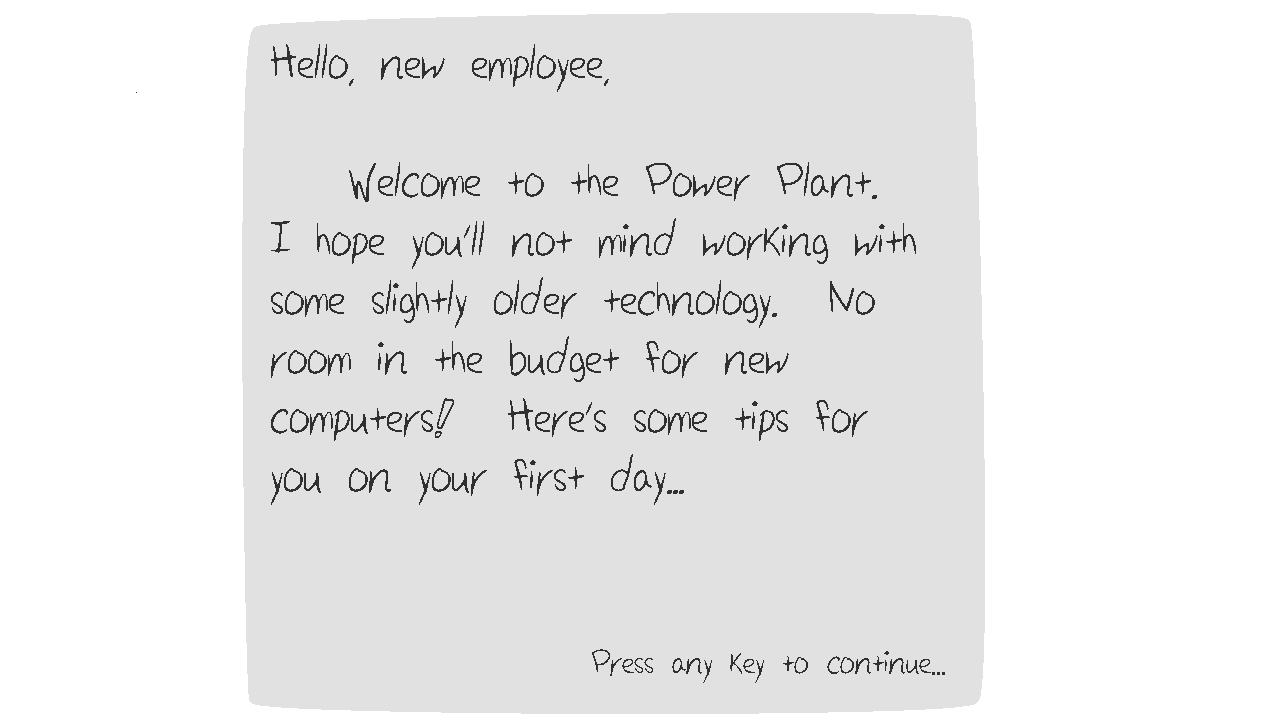 Hello, new employee,
Welcome to the Power Plant.
I hope you'll not mind working with
some slightly older technology. No
room in the budget for new
computers! Here's some tips for
you on your first day...
Press any key to continue...